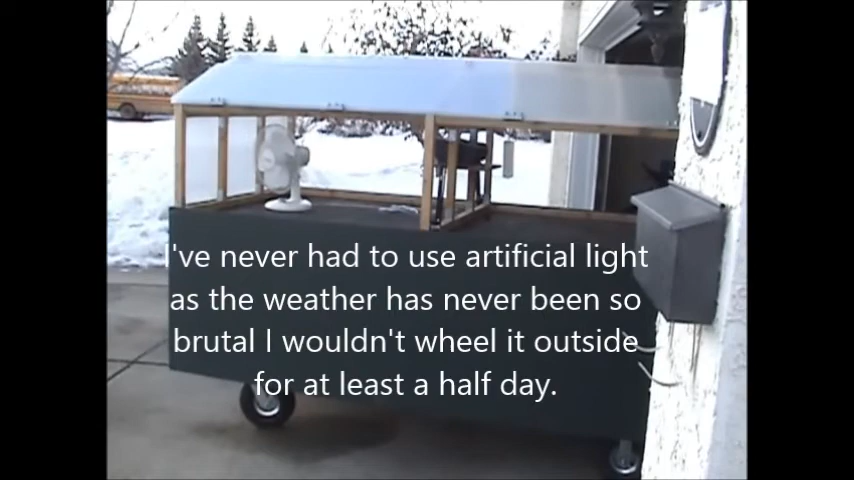 I've never had to use artificial light
as the weather has never been so
brutal I wouldn't wheel it outside
for at least a half day.